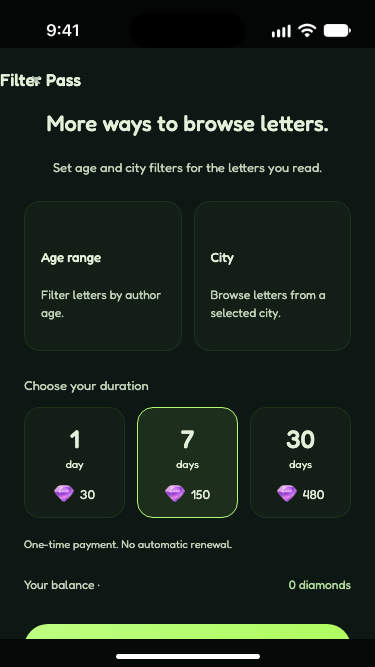 9:41
Filter Pass
More ways to browse letters.
Set age and city filters for the letters you read.
Age range
Filter letters by author
age.
City
Browse letters from a
selected city.
Choose your duration
1
day
30
7
days
150
30
days
480
One-time payment. No automatic renewal.
Your balance · 0 diamonds